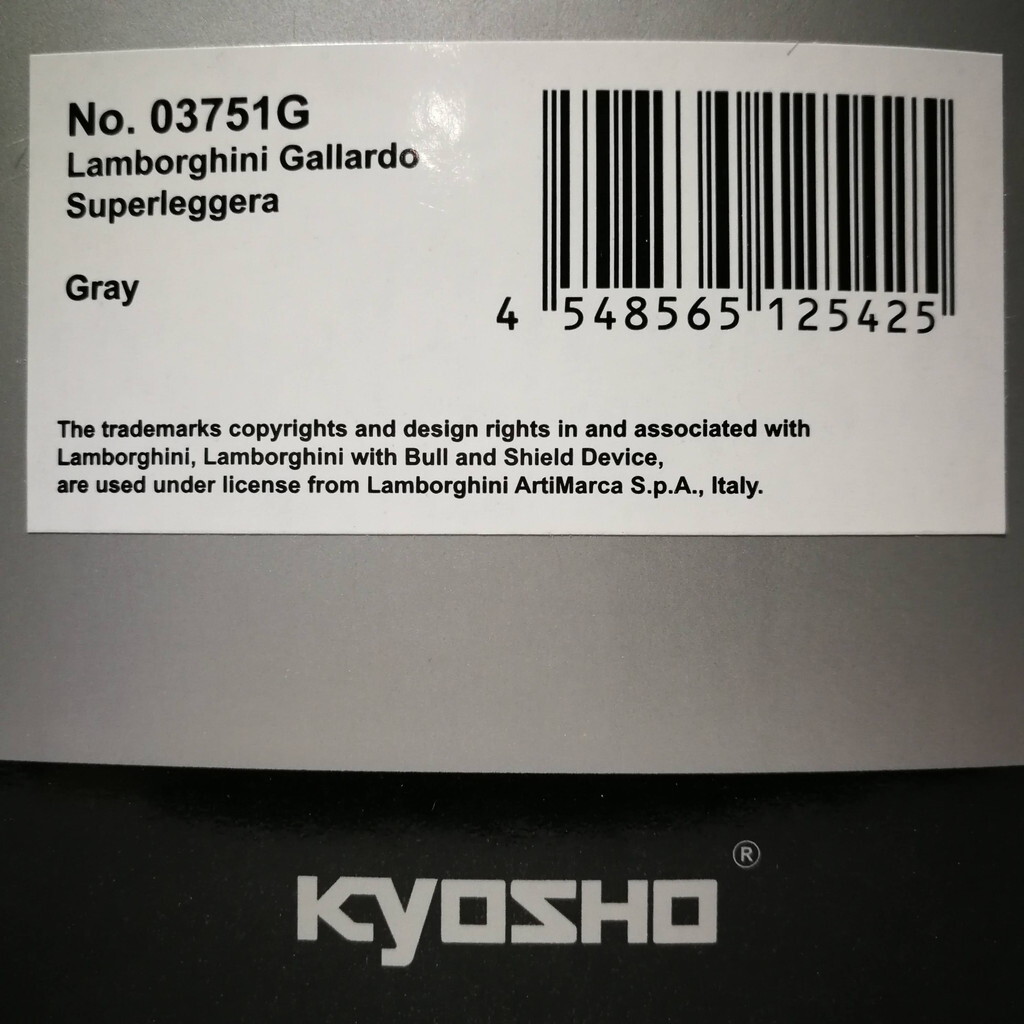 No. 03751G
Lamborghini Gallardo
Superleggera
Gray
4 548565 125425
The trademarks copyrights and design rights in and associated with
Lamborghini, Lamborghini with Bull and Shield Device,
are used under license from Lamborghini ArtiMarca S.p.A., Italy.
KYOSHO ®